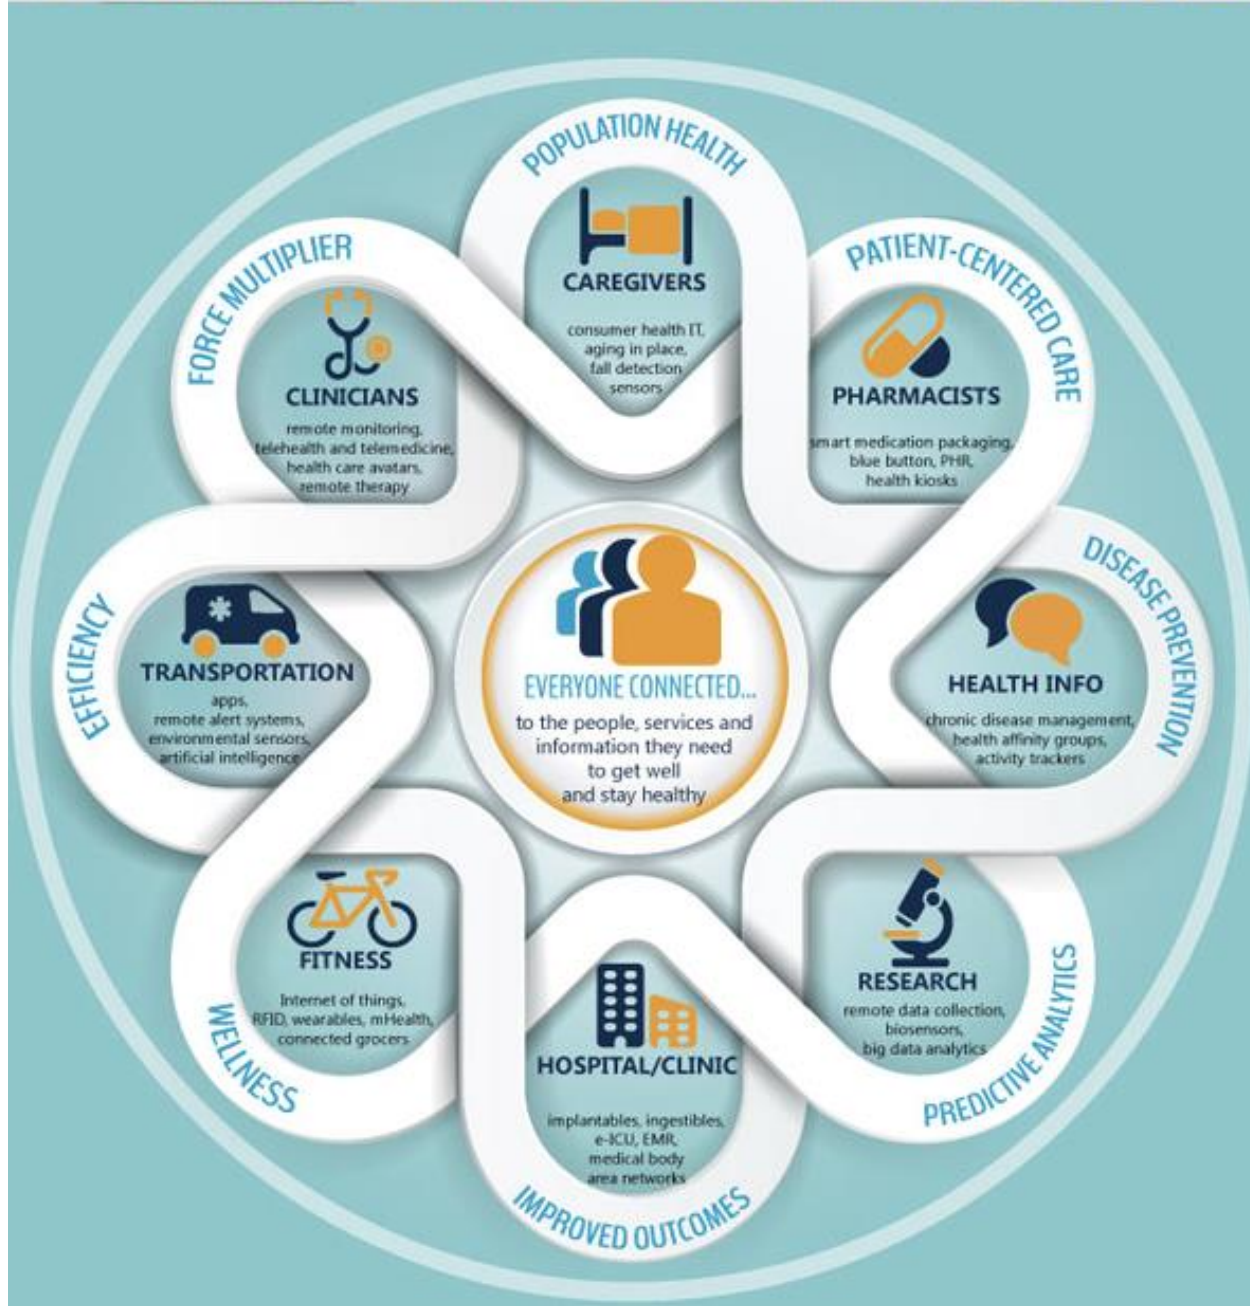 POPULATION HEALTH
CAREGIVERS
consumer health IT,
aging in place,
fall detection
sensors
PATIENT-CENTERED CARE
PHARMACISTS
smart medication packaging,
blue button, PHR,
health kiosks
DISEASE PREVENTION
HEALTH INFO
chronic disease management,
health affinity groups,
activity trackers
PREDICTIVE ANALYTICS
RESEARCH
remote data collection,
biosensors,
big data analytics
IMPROVED OUTCOMES
HOSPITAL/CLINIC
implantables, ingestibles,
e-ICU, EMR,
medical body
area networks
WELLNESS
FITNESS
Internet of things,
RFID, wearables, mHealth,
connected grocers
EFFICIENCY
TRANSPORTATION
apps,
remote alert systems,
environmental sensors,
artificial intelligence
FORCE MULTIPLIER
CLINICIANS
remote monitoring,
telehealth and telemedicine,
health care avatars,
remote therapy
EVERYONE CONNECTED...
to the people, services and
information they need
to get well
and stay healthy